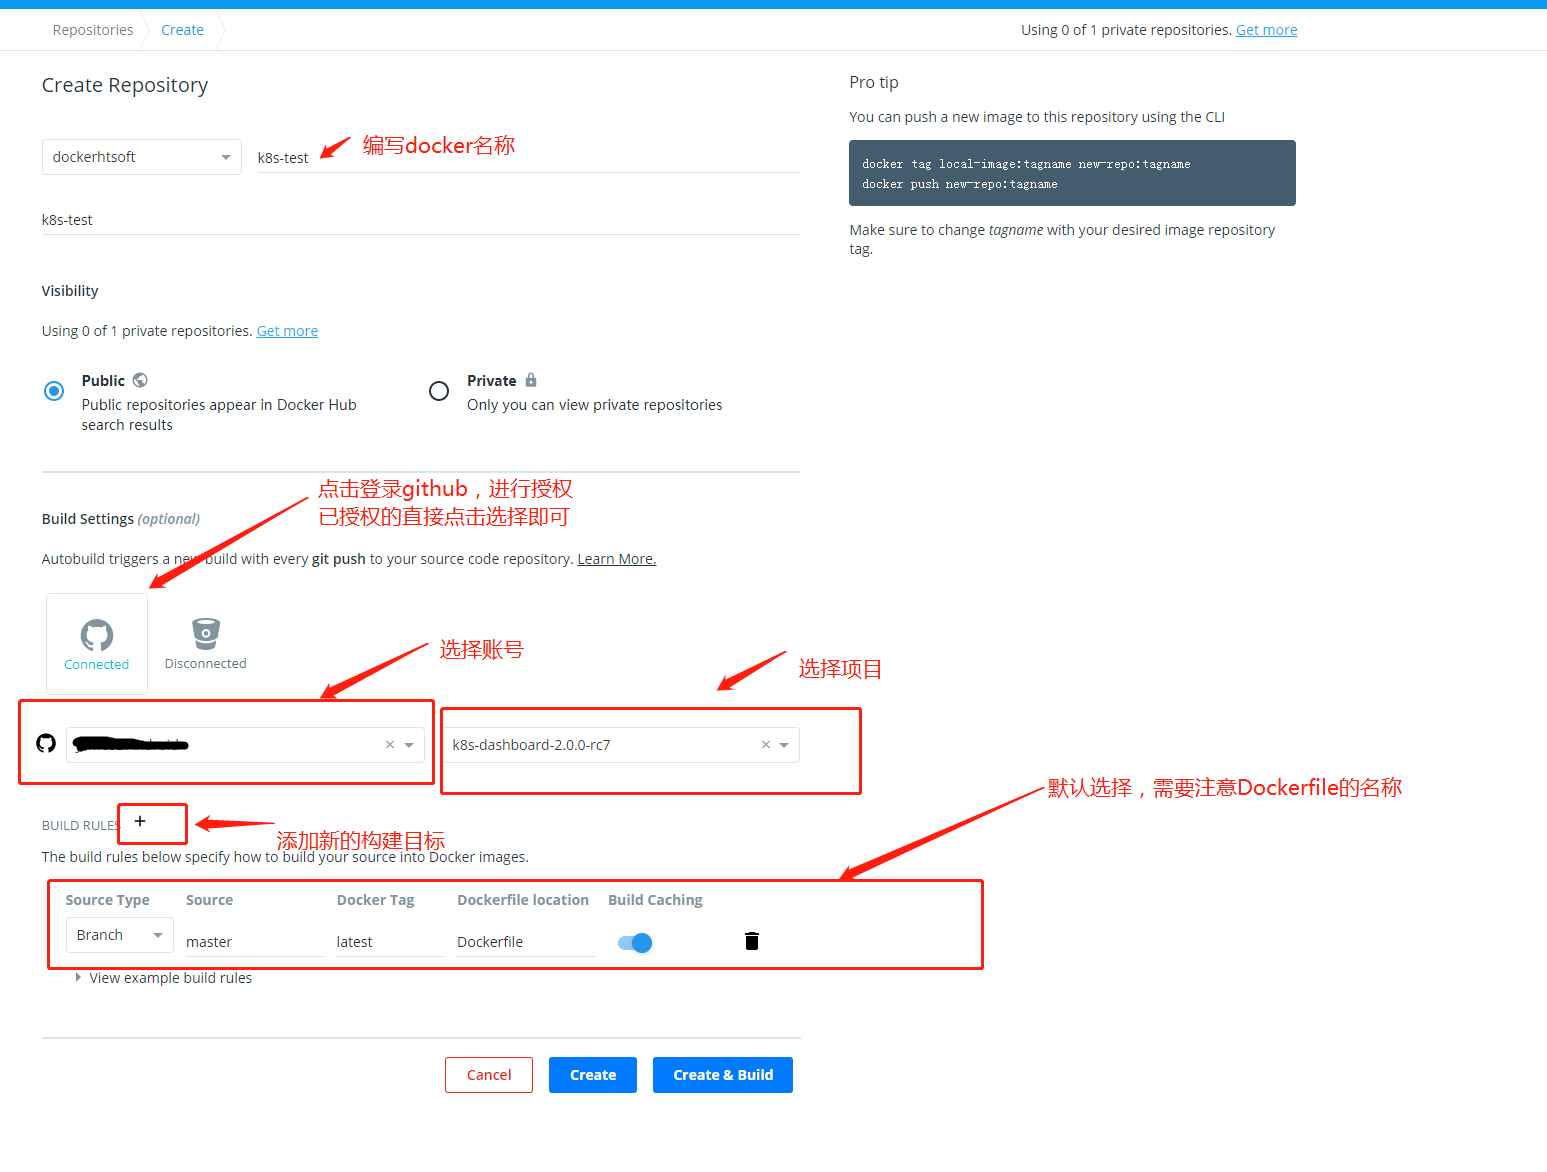 Repositories
Create
Using 0 of 1 private repositories. Get more
Create Repository
dockerhtsoft
k8s-test
编写docker名称
k8s-test
Visibility
Using 0 of 1 private repositories. Get more
Public
Public repositories appear in Docker Hub
search results
Private
Only you can view private repositories
Pro tip
You can push a new image to this repository using the CLI
docker tag local-image:tagname new-repo:tagname
docker push new-repo:tagname
Make sure to change tagname with your desired image repository
tag.
点击登录github，进行授权
已授权的直接点击选择即可
Build Settings (optional)
Autobuild triggers a new build with every git push to your source code repository. Learn More.
Connected
Disconnected
选择账号
选择项目
k8s-dashboard-2.0.0-rc7
默认选择，需要注意Dockerfile的名称
BUILD RULES +
添加新的构建目标
The build rules below specify how to build your source into Docker images.
Source Type Source Docker Tag Dockerfile location Build Caching
Branch master latest Dockerfile
View example build rules
Cancel
Create
Create & Build